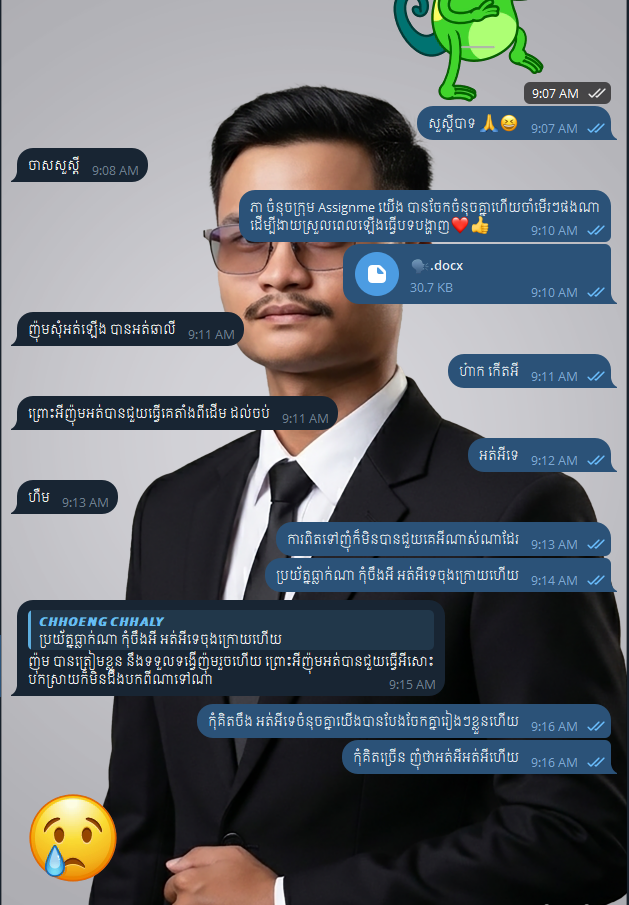 9:07 AM
សួស្ដីបាទ 🙏😆 9:07 AM
ចាសសួស្ដី 9:08 AM
ភា ចំនុចក្រុម Assignme យើង បានចែកចំនុចគ្នាហើយចាំមើរៗផងណា
ដើម្បីងាយស្រួលពេលឡើងធ្វើបទបង្ហាញ❤️👍 9:10 AM
🗣️.docx
30.7 KB 9:10 AM
ញ៉ុមសុំអត់ឡើង បានអត់ឆាលី 9:11 AM
ហ៎ាក កើតអី 9:11 AM
ព្រោះអីញ៉ុមអត់បានជួយធ្វើគេតាំងពីដើម ដល់ចប់ 9:11 AM
អត់អីទេ 9:12 AM
ហឺម 9:13 AM
ការពិតទៅញ៉ុំក៏មិនបានជួយគេអីណាស់ណាដែរ 9:13 AM
ប្រយ័ត្នធ្លាក់ណា កុំចឹងអី អត់អីទេចុងក្រោយហើយ 9:14 AM
CHHOENG CHHALY
ប្រយ័ត្នធ្លាក់ណា កុំចឹងអី អត់អីទេចុងក្រោយហើយ
ញ៉ុម បានត្រៀមខ្លួន នឹងទទួលទង្វើញ៉ុមរួចហើយ ព្រោះអីញ៉ុមអត់បានជួយធ្វើអីសោះ
បកស្រាយក៏មិនដឹងបកពីណាទៅណា 9:15 AM
កុំគិតចឹង អត់អីទេចំនុចគ្នាយើងបានបែងចែកគ្នារៀងៗខ្លួនហើយ 9:16 AM
កុំគិតច្រើន ញ៉ុំថាអត់អីអត់អីហើយ 9:16 AM